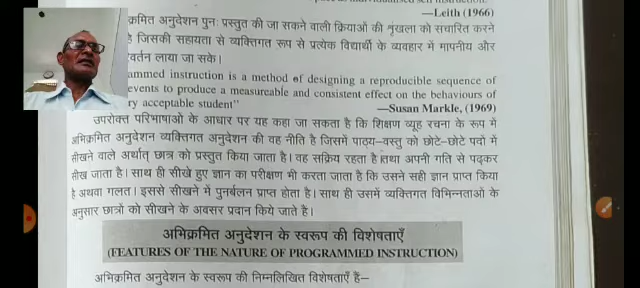 —Leith (1966)
क्रमित अनुदेशन पुनः प्रस्तुत की जा सकने वाली क्रियाओं की शृंखला को संचारित करने
है जिसकी सहायता से व्यक्तिगत रूप से प्रत्येक विद्यार्थी के व्यवहार में मापनीय और
वर्तन लाया जा सके।
ammed instruction is a method of designing a reproducible sequence of
events to produce a measureable and consistent effect on the behaviours of
ry acceptable student"
—Susan Markle, (1969)
उपरोक्त परिभाषाओं के आधार पर यह कहा जा सकता है कि शिक्षण व्यूह रचना के रूप में
अभिक्रमित अनुदेशन व्यक्तिगत अनुदेशन की वह नीति है जिसमें पाठ्य-वस्तु को छोटे-छोटे पदों में
सीखने वाले अर्थात् छात्र को प्रस्तुत किया जाता है। वह सक्रिय रहता है तथा अपनी गति से पढ़कर
सीख जाता है। साथ ही सीखे हुए ज्ञान का परीक्षण भी करता जाता है कि उसने सही ज्ञान प्राप्त किया
है अथवा गलत। इससे सीखने में पुनर्बलन प्राप्त होता है। साथ ही उसमें व्यक्तिगत विभिन्नताओं के
अनुसार छात्रों को सीखने के अवसर प्रदान किये जाते है।
अभिक्रमित अनुदेशन के स्वरूप की विशेषताएँ
(FEATURES OF THE NATURE OF PROGRAMMED INSTRUCTION)
अभिक्रमित अनुदेशन के स्वरूप की निम्नलिखित विशेषताएँ हैं—